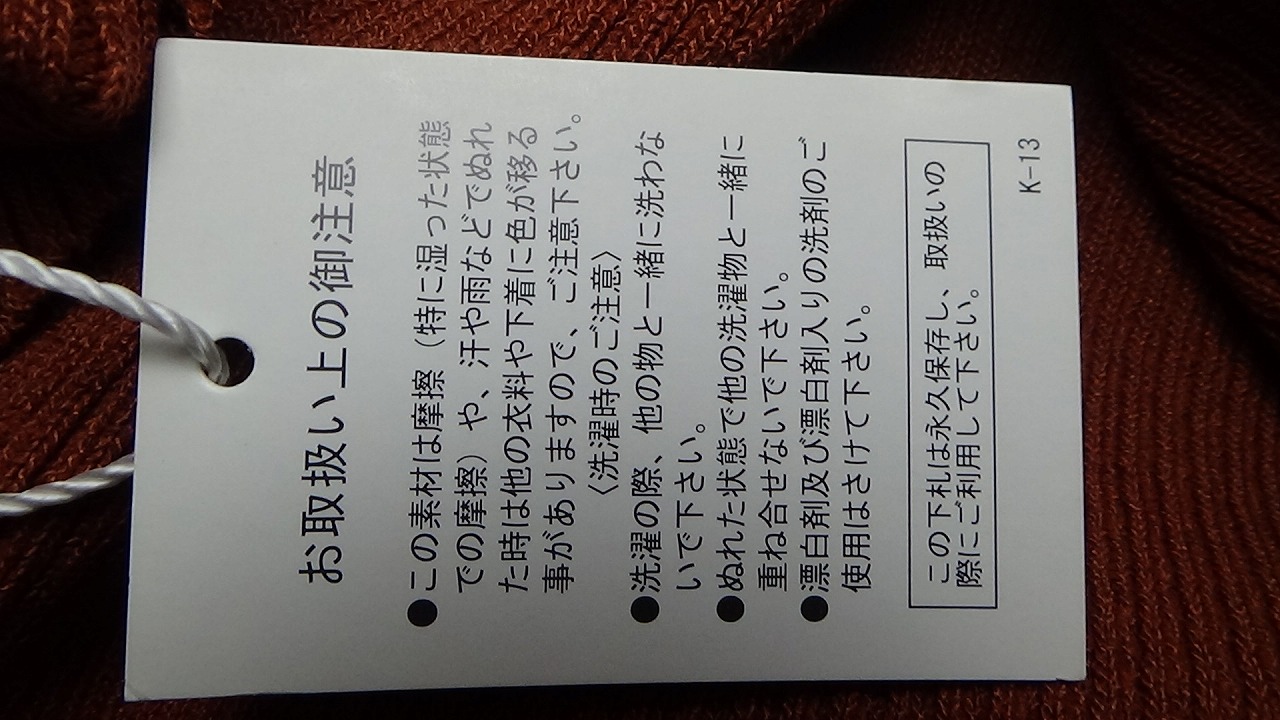 お取扱い上の御注意
●この素材は摩擦（特に湿った状態
での摩擦）や、汗や雨などでぬれ
た時は他の衣料や下着に色が移る
事がありますので、ご注意下さい。
〈洗濯時のご注意〉
●洗濯の際、他の物と一緒に洗わな
いで下さい。
●ぬれた状態で他の洗濯物と一緒に
重ね合せないで下さい。
●漂白剤及び漂白剤入りの洗剤のご
使用はさけて下さい。
この下札は永久保存し、取扱いの
際にご利用して下さい。
K-13